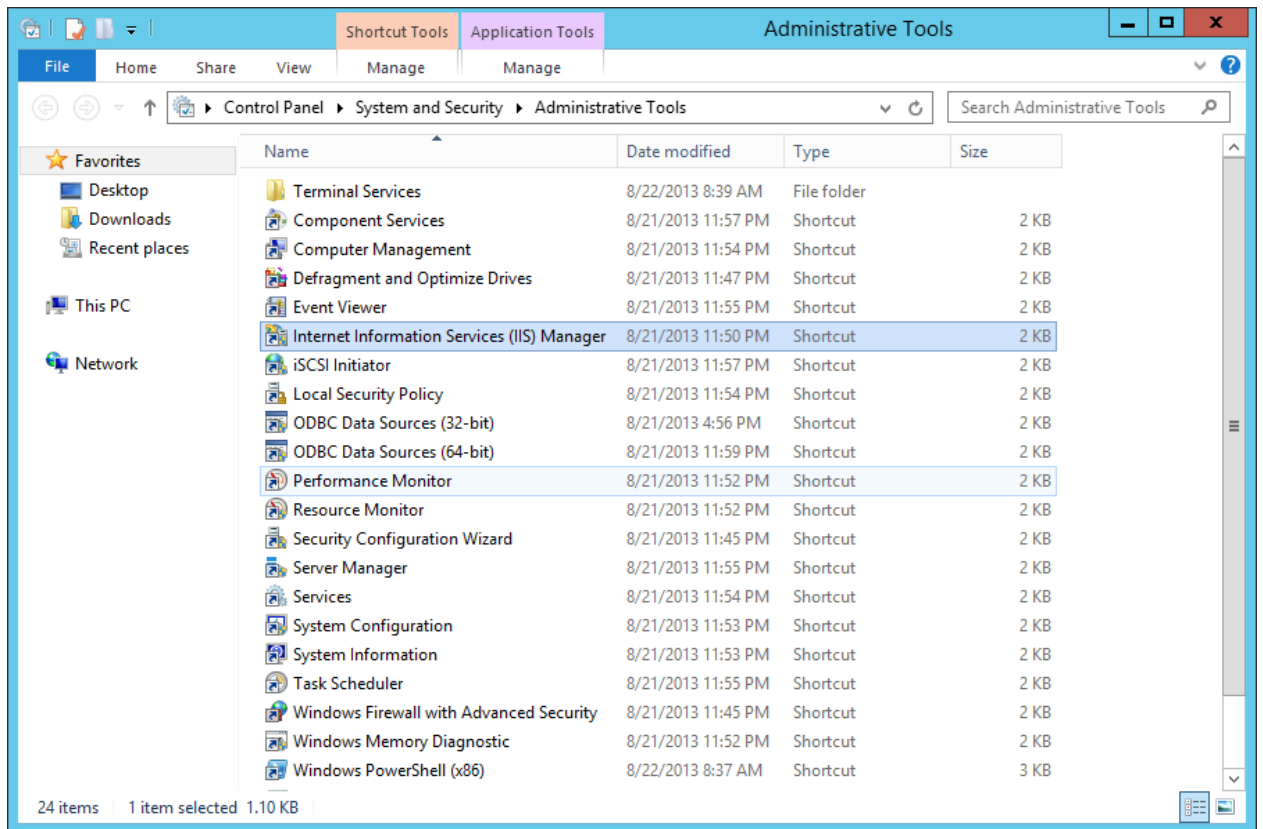 Shortcut Tools Application Tools Administrative Tools
File Home Share View Manage Manage
Control Panel System and Security Administrative Tools Search Administrative Tools
Name Date modified Type Size
Favorites
Desktop
Downloads
Recent places
This PC
Network
Terminal Services 8/22/2013 8:39 AM File folder
Component Services 8/21/2013 11:57 PM Shortcut 2 KB
Computer Management 8/21/2013 11:54 PM Shortcut 2 KB
Defragment and Optimize Drives 8/21/2013 11:47 PM Shortcut 2 KB
Event Viewer 8/21/2013 11:55 PM Shortcut 2 KB
Internet Information Services (IIS) Manager 8/21/2013 11:50 PM Shortcut 2 KB
iSCSI Initiator 8/21/2013 11:57 PM Shortcut 2 KB
Local Security Policy 8/21/2013 11:54 PM Shortcut 2 KB
ODBC Data Sources (32-bit) 8/21/2013 4:56 PM Shortcut 2 KB
ODBC Data Sources (64-bit) 8/21/2013 11:59 PM Shortcut 2 KB
Performance Monitor 8/21/2013 11:52 PM Shortcut 2 KB
Resource Monitor 8/21/2013 11:52 PM Shortcut 2 KB
Security Configuration Wizard 8/21/2013 11:45 PM Shortcut 2 KB
Server Manager 8/21/2013 11:55 PM Shortcut 2 KB
Services 8/21/2013 11:54 PM Shortcut 2 KB
System Configuration 8/21/2013 11:53 PM Shortcut 2 KB
System Information 8/21/2013 11:53 PM Shortcut 2 KB
Task Scheduler 8/21/2013 11:55 PM Shortcut 2 KB
Windows Firewall with Advanced Security 8/21/2013 11:45 PM Shortcut 2 KB
Windows Memory Diagnostic 8/21/2013 11:52 PM Shortcut 2 KB
Windows PowerShell (x86) 8/22/2013 8:37 AM Shortcut 3 KB
24 items 1 item selected 1.10 KB